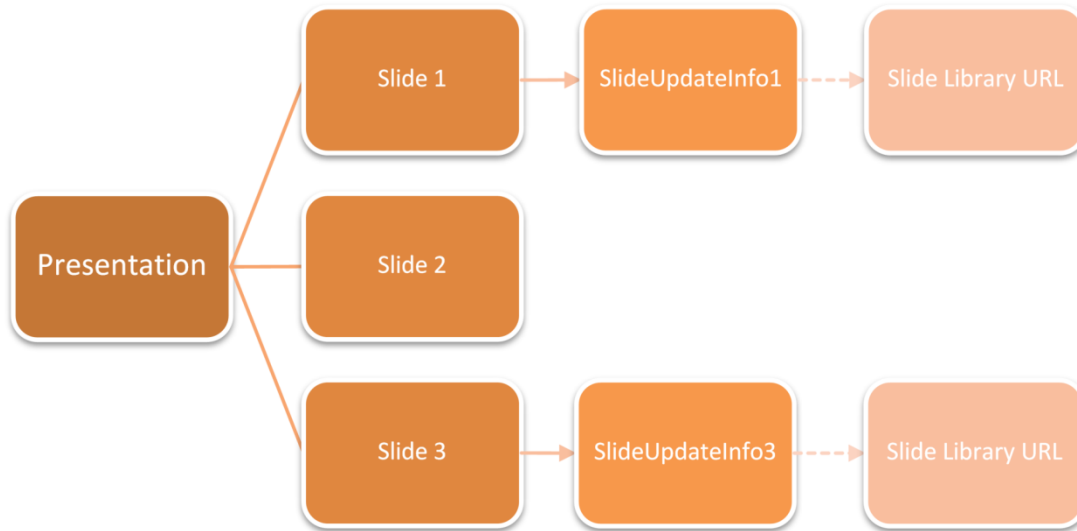 Slide 1
SlideUpdateInfo1
Slide Library URL
Presentation
Slide 2
Slide 3
SlideUpdateInfo3
Slide Library URL